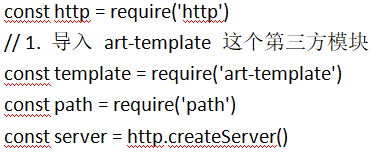 const http = require('http')
// 1. 导入 art-template 这个第三方模块
const template = require('art-template')
const path = require('path')
const server = http.createServer()